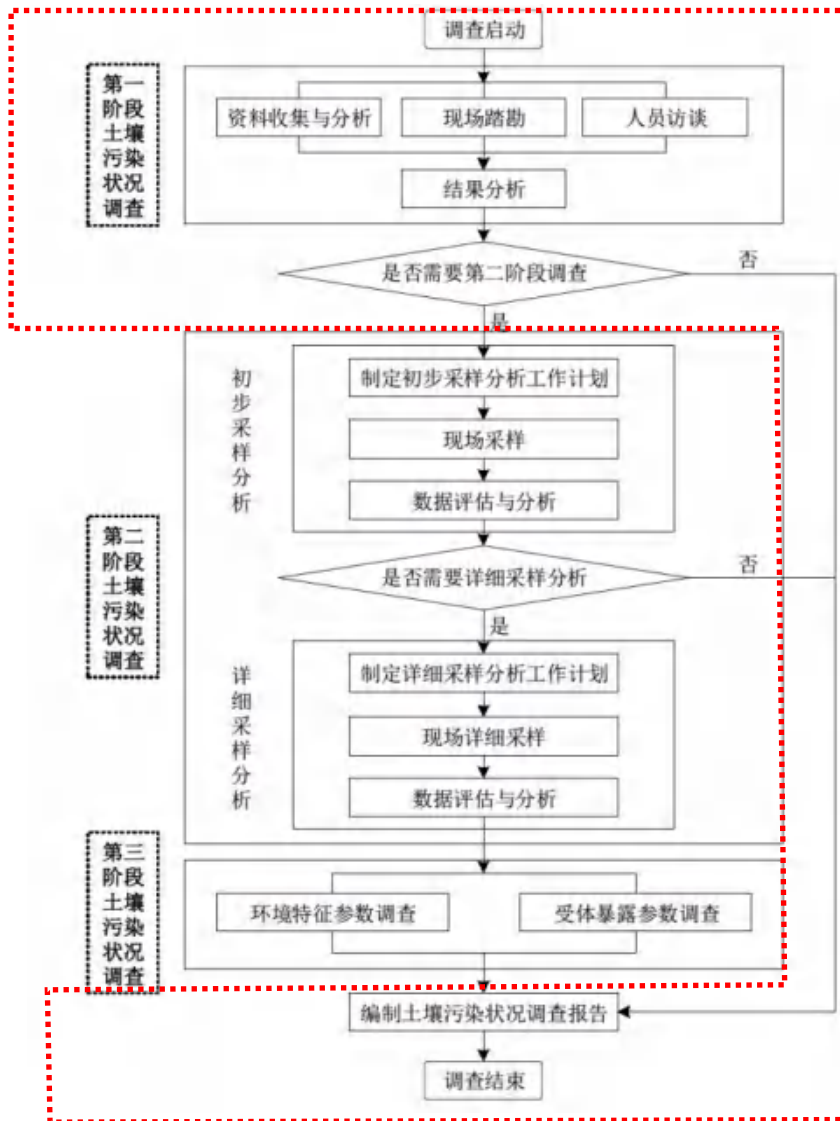 调查启动
第一
阶段
土壤
污染
状况
调查
资料收集与分析
现场踏勘
人员访谈
结果分析
是否需要第二阶段调查
否
是
初步采样分析
制定初步采样分析工作计划
现场采样
数据评估与分析
第二
阶段
土壤
污染
状况
调查
是否需要详细采样分析
否
是
详细采样分析
制定详细采样分析工作计划
现场详细采样
数据评估与分析
第三
阶段
土壤
污染
状况
调查
环境特征参数调查
受体暴露参数调查
编制土壤污染状况调查报告
调查结束